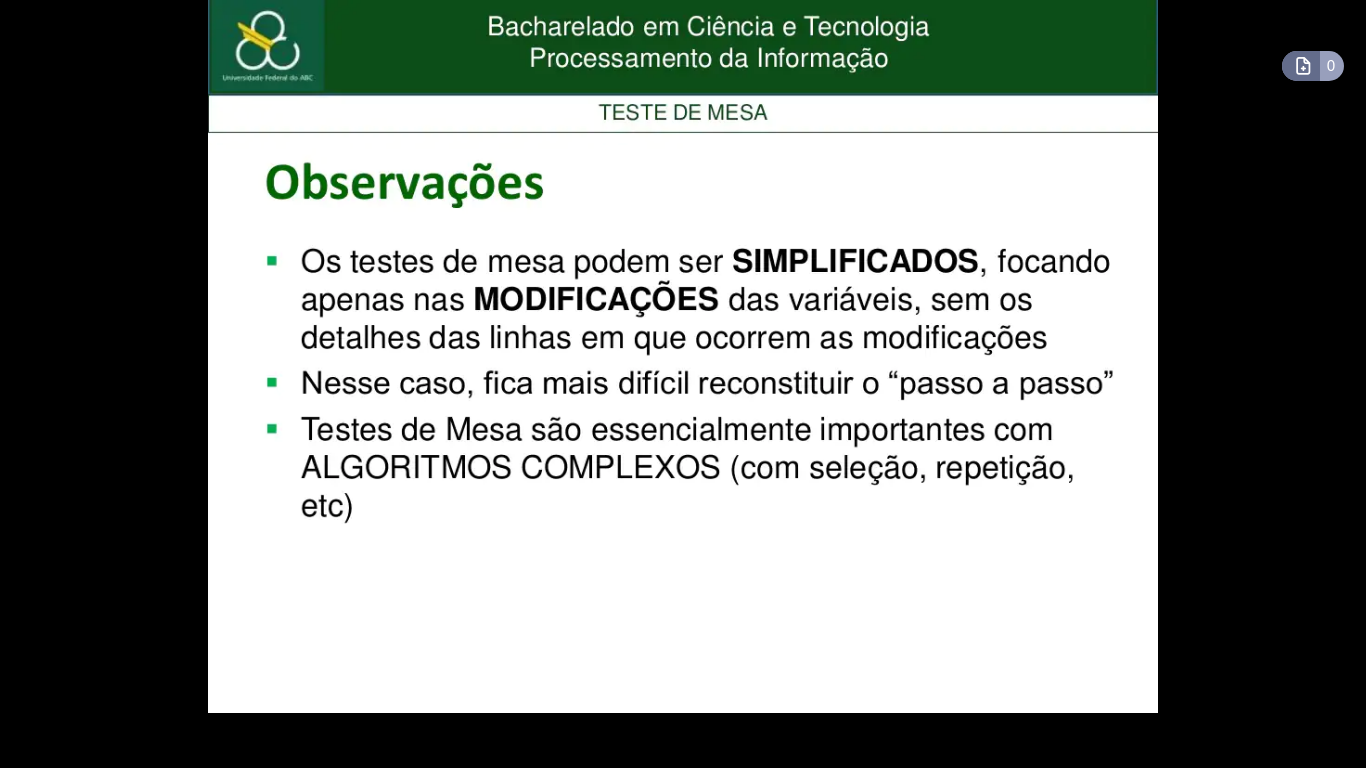 Bacharelado em Ciência e Tecnologia
Processamento da Informação
Universidade Federal do ABC
0
TESTE DE MESA
Observações
Os testes de mesa podem ser SIMPLIFICADOS, focando
apenas nas MODIFICAÇÕES das variáveis, sem os
detalhes das linhas em que ocorrem as modificações
Nesse caso, fica mais difícil reconstituir o “passo a passo”
Testes de Mesa são essencialmente importantes com
ALGORITMOS COMPLEXOS (com seleção, repetição,
etc)